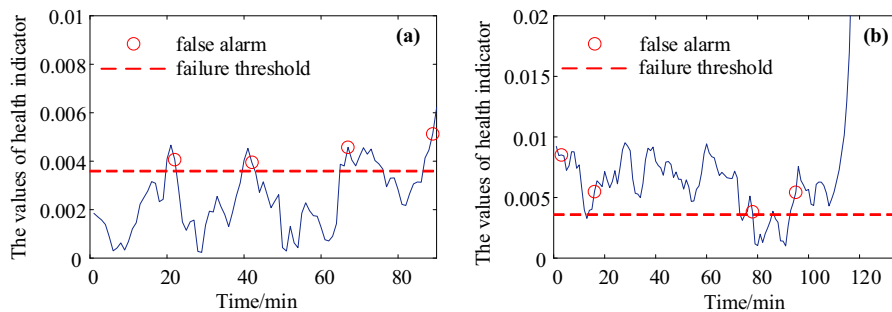 (a)
false alarm
failure threshold
The values of health indicator
0.01
0.008
0.006
0.004
0.002
0
0
20
40
60
80
Time/min
(b)
false alarm
failure threshold
The values of health indicator
0.02
0.015
0.01
0.005
0
0
20
40
60
80
100
120
Time/min